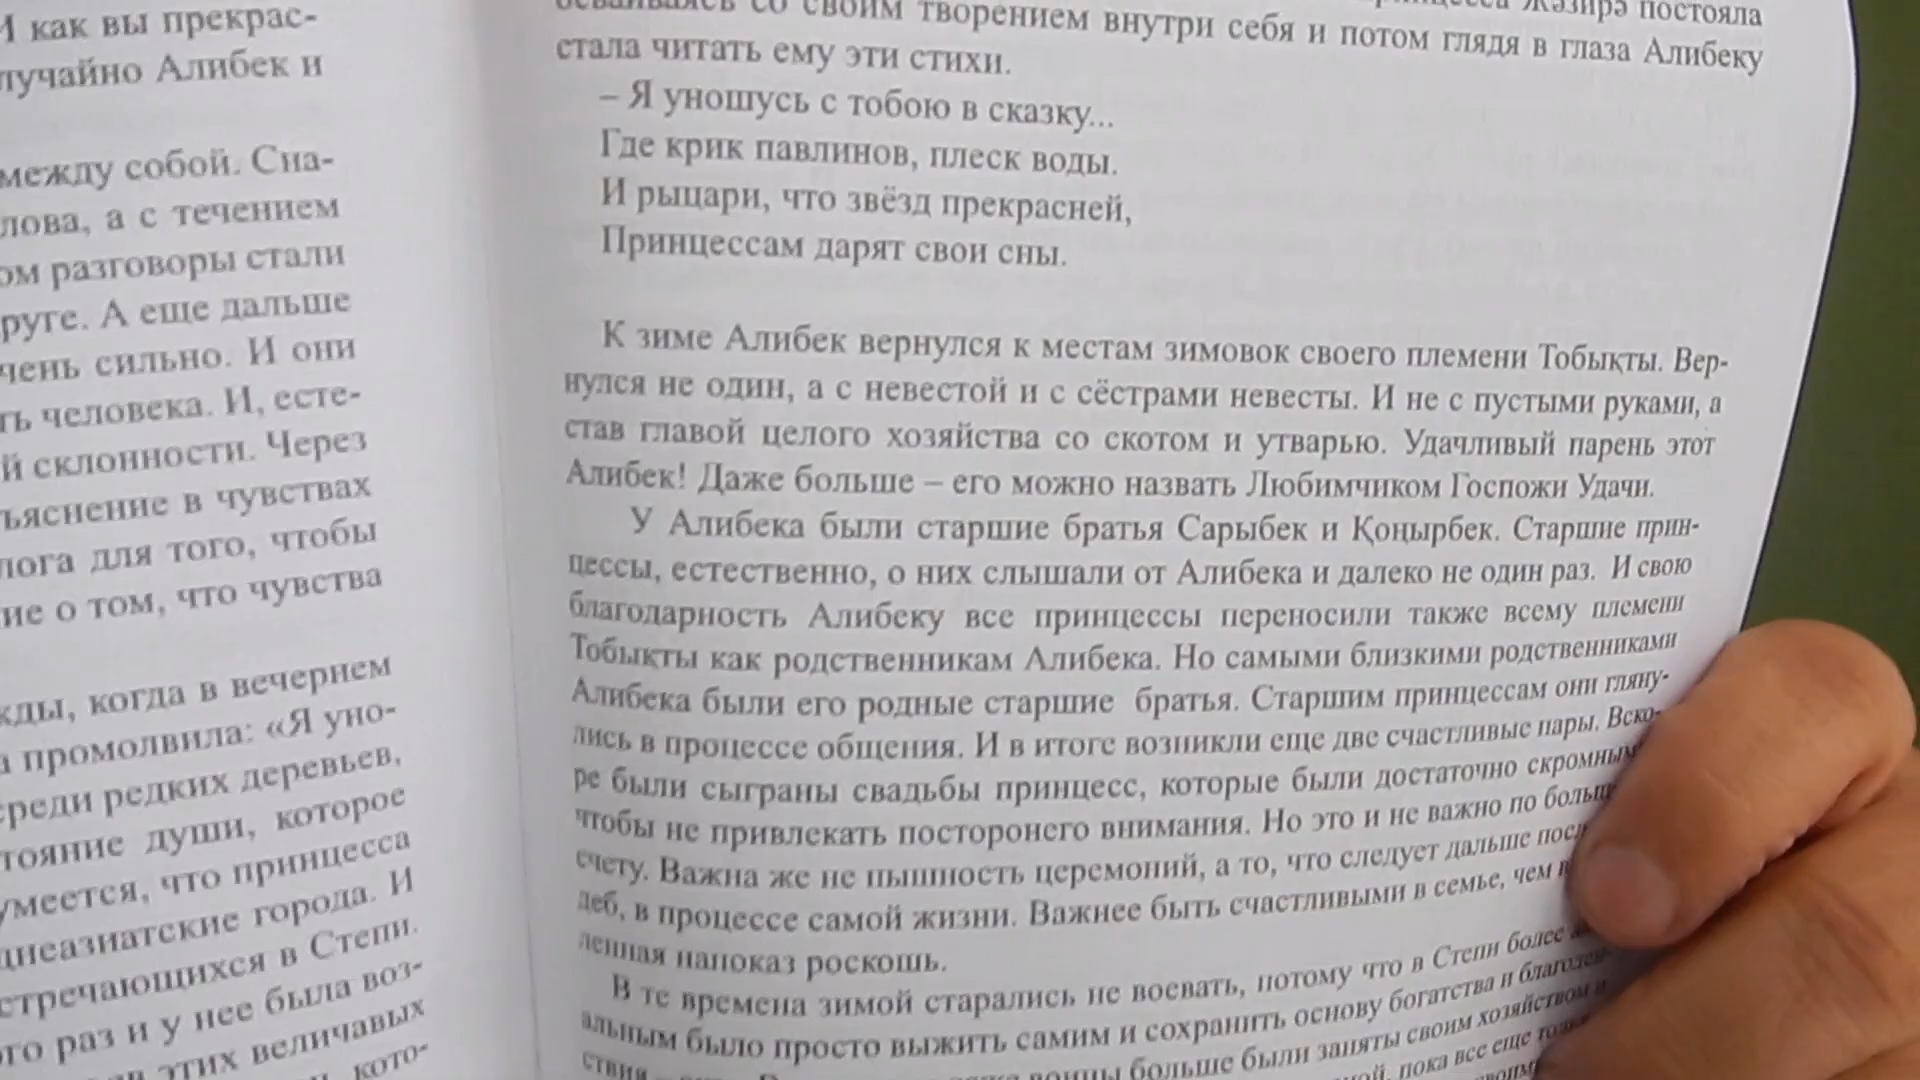 И как вы прекрас-
лучайно Алибек и
между собой. Сна-
лова, а с течением
ом разговоры стали
руге. А еще дальше
чень сильно. И они
ть человека. И, есте-
й склонности. Через
ъяснение в чувствах
лога для того, чтобы
ие о том, что чувства
жды, когда в вечернем
а промолвила: «Я уно-
среди редких деревьев,
тояние души, которое
умеется, что принцесса
днеазиатские города. И
стречающихся в Степи.
го раз и у нее была воз-
этих величавых
кото-
со своим творением внутри себя и потом глядя в глаза Алибеку
стала читать ему эти стихи.
– Я уношусь с тобою в сказку...
Где крик павлинов, плеск воды.
И рыцари, что звёзд прекрасней,
Принцессам дарят свои сны.
К зиме Алибек вернулся к местам зимовок своего племени Тобықты. Вер-
нулся не один, а с невестой и с сёстрами невесты. И не с пустыми руками, а
став главой целого хозяйства со скотом и утварью. Удачливый парень этот
Алибек! Даже больше – его можно назвать Любимчиком Госпожи Удачи.
У Алибека были старшие братья Сарыбек и Қоңырбек. Старшие прин-
цессы, естественно, о них слышали от Алибека и далеко не один раз. И свою
благодарность Алибеку все принцессы переносили также всему племени
Тобықты как родственникам Алибека. Но самыми близкими родственниками
Алибека были его родные старшие братья. Старшим принцессам они гляну-
лись в процессе общения. И в итоге возникли еще две счастливые пары. Вско-
ре были сыграны свадьбы принцесс, которые были достаточно скромным
чтобы не привлекать посторонего внимания. Но это и не важно по больш
счету. Важна же не пышность церемоний, а то, что следует дальше посл
деб, в процессе самой жизни. Важнее быть счастливыми в семье, чем
ленная напоказ роскошь.
В те времена зимой старались не воевать, потому что в Степи более
альным было просто выжить самим и сохранить основу богатства и благоден-
ствия воины больше были заняты своим хозяйством
пока все еще